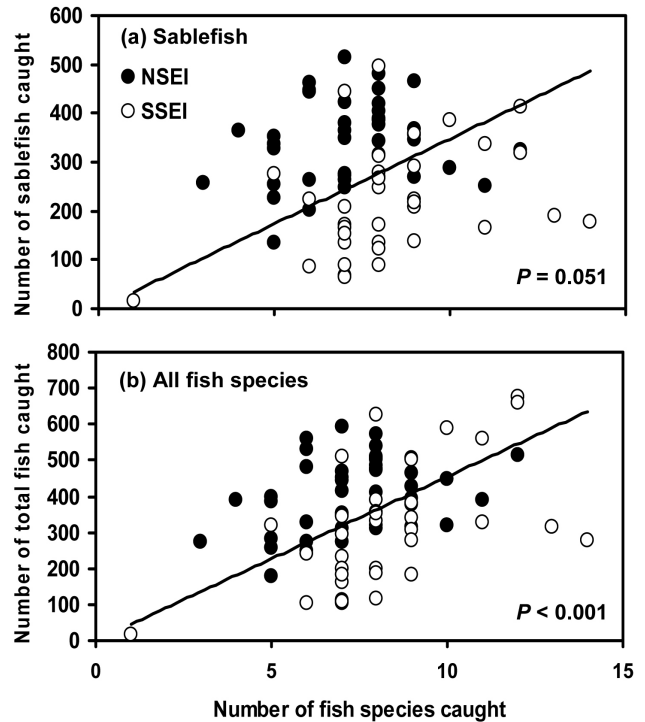 600
(a) Sablefish
500
NSEI
SSEI
400
300
200
100
0
P = 0.051
Number of sablefish caught
800
700
(b) All fish species
600
500
400
300
200
100
0
P < 0.001
Number of total fish caught
0 5 10 15
Number of fish species caught